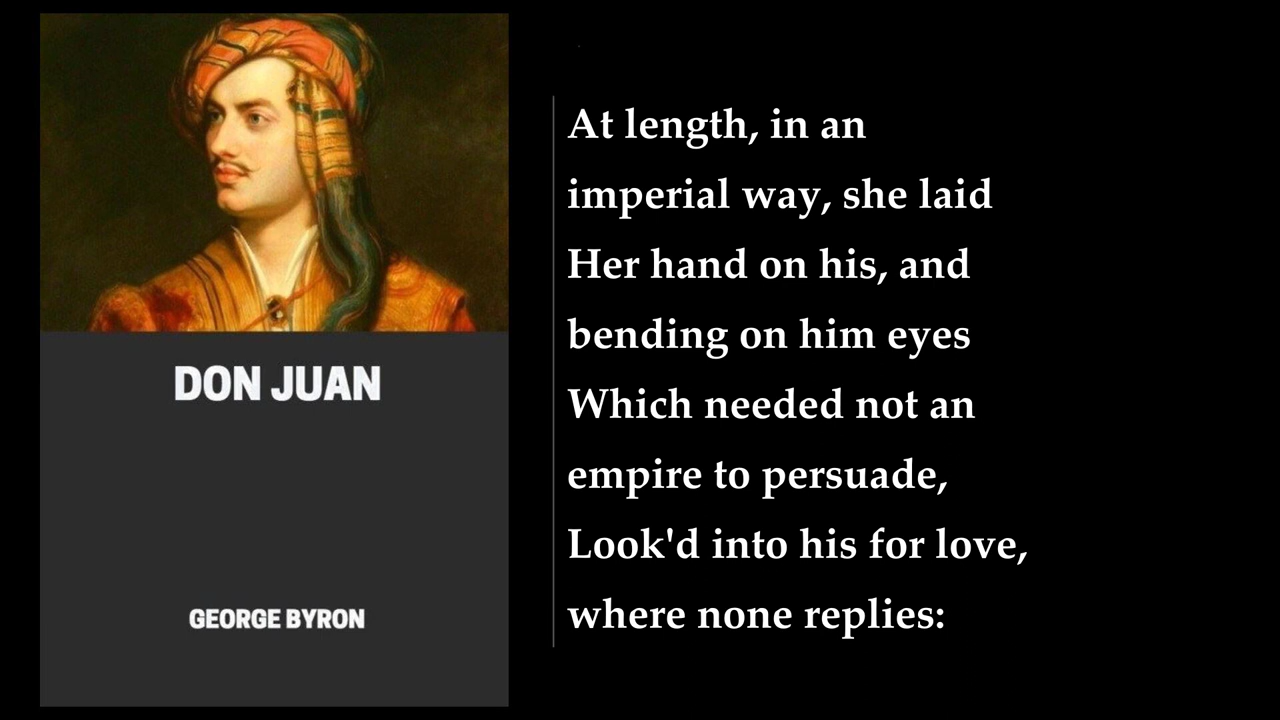 DON JUAN
GEORGE BYRON
At length, in an
imperial way, she laid
Her hand on his, and
bending on him eyes
Which needed not an
empire to persuade,
Look'd into his for love,
where none replies: